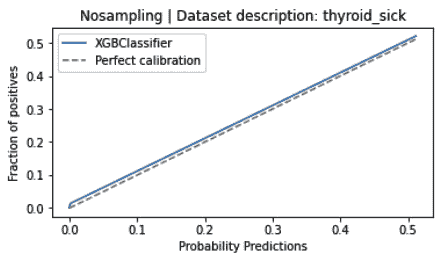 Nosampling | Dataset description: thyroid_sick
XGBClassifier
Perfect calibration
Fraction of positives
0.5
0.4
0.3
0.2
0.1
0.0
0.0 0.1 0.2 0.3 0.4 0.5
Probability Predictions